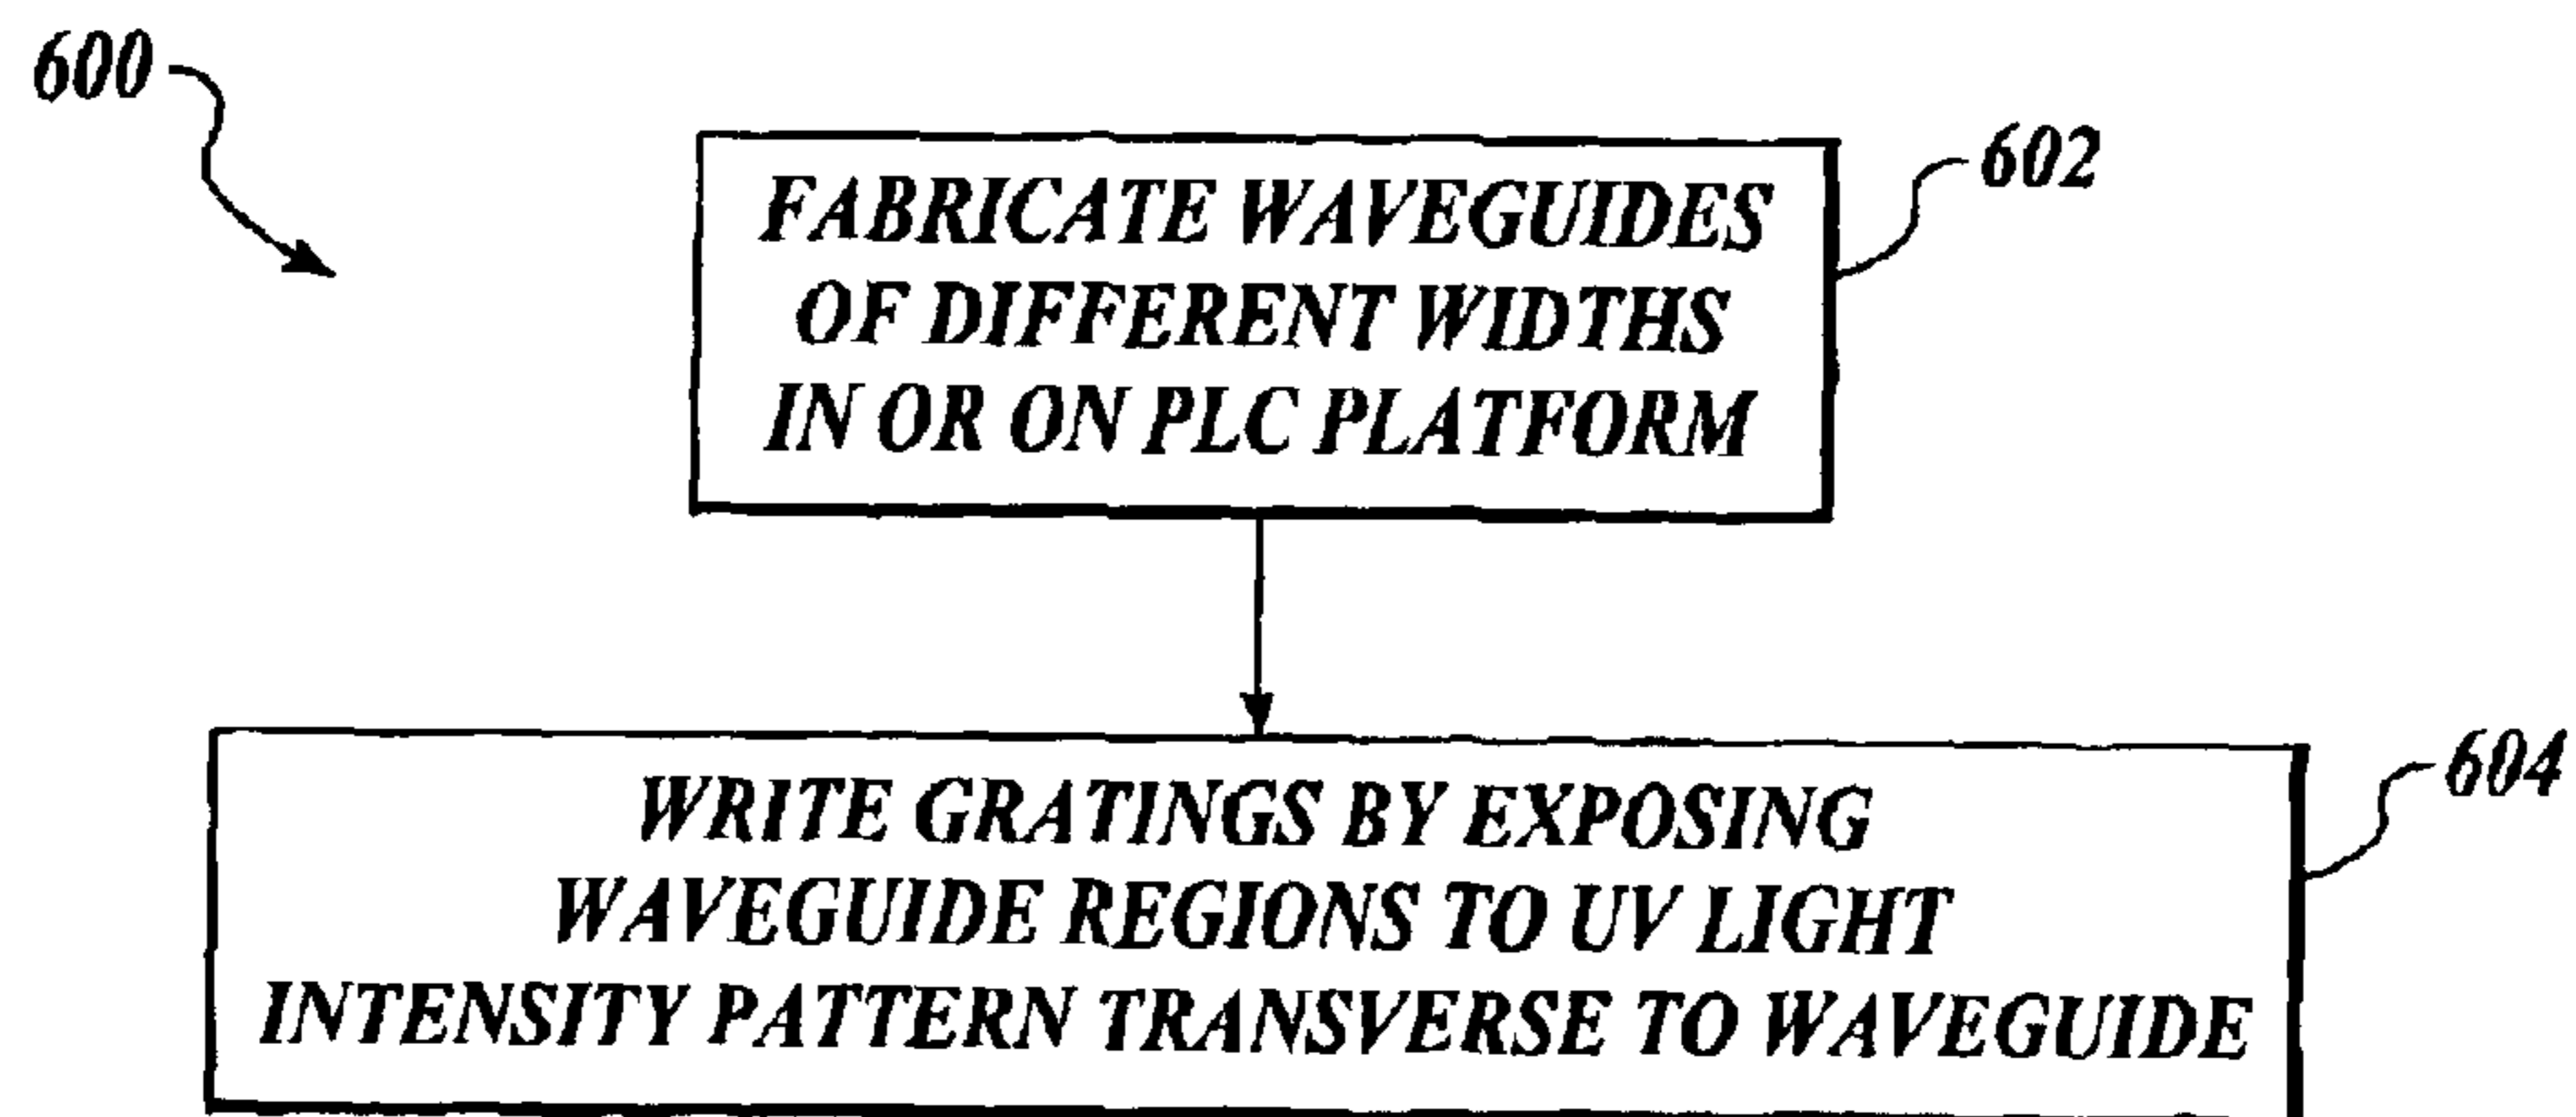 600
602
FABRICATE WAVEGUIDES
OF DIFFERENT WIDTHS
IN OR ON PLC PLATFORM
604
WRITE GRATINGS BY EXPOSING
WAVEGUIDE REGIONS TO UV LIGHT
INTENSITY PATTERN TRANSVERSE TO WAVEGUIDE